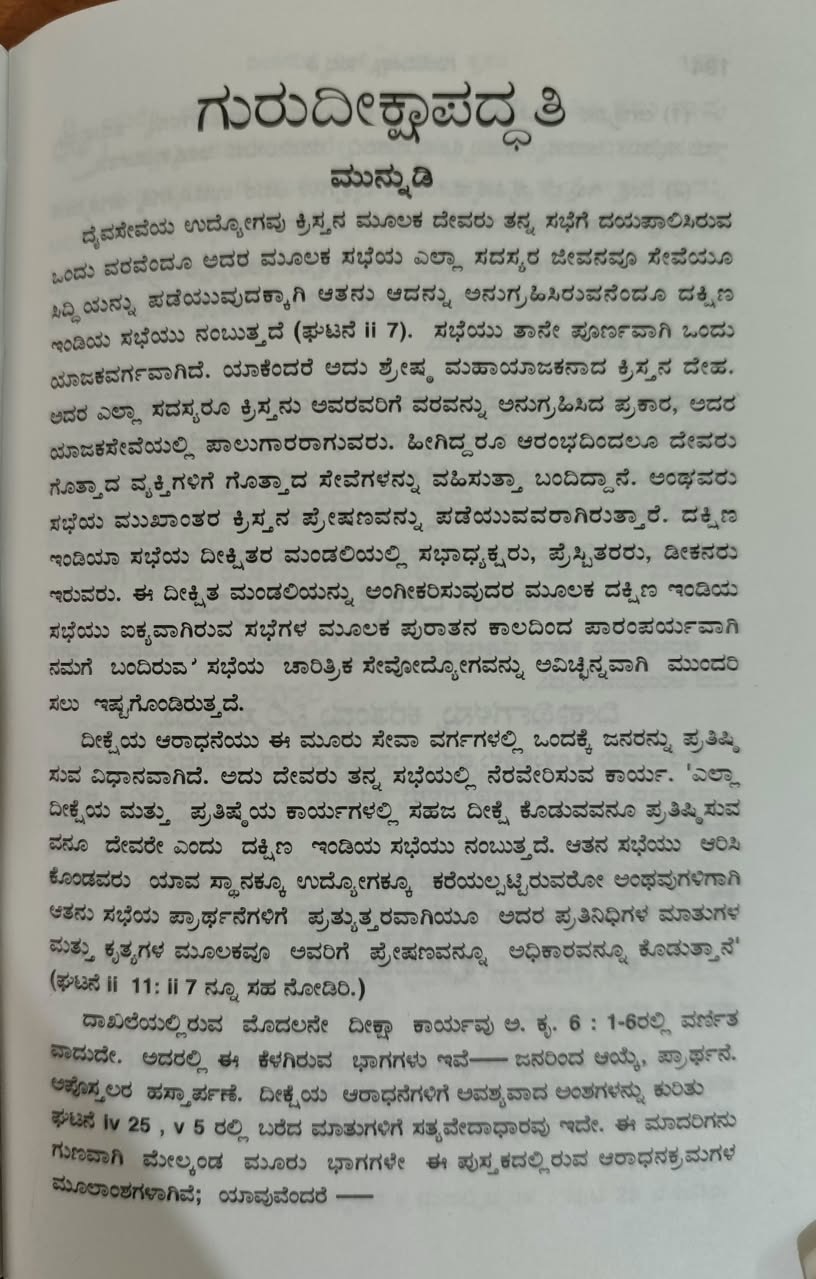 ಗುರುದೀಕ್ಷಾಪದ್ಧತಿ
ಮುನ್ನುಡಿ
ದೈವಸೇವೆಯ ಉದ್ಯೋಗವು ಕ್ರಿಸ್ತನ ಮೂಲಕ ದೇವರು ತನ್ನ ಸಭೆಗೆ ದಯಪಾಲಿಸಿರುವ
ಒಂದು ವರವೆಂದೂ ಅದರ ಮೂಲಕ ಸಭೆಯ ಎಲ್ಲಾ ಸದಸ್ಯರ ಜೀವನವೂ ಸೇವೆಯೂ
ಸಿದ್ಧಿಯನ್ನು ಪಡೆಯುವುದಕ್ಕಾಗಿ ಆತನು ಆದನ್ನು ಅನುಗ್ರಹಿಸಿರುವನೆಂದೂ ದಕ್ಷಿಣ
ಇಂಡಿಯ ಸಭೆಯು ನಂಬುತ್ತದೆ (ಘಟನೆ ii 7). ಸಭೆಯು ತಾನೇ ಪೂರ್ಣವಾಗಿ ಒಂದು
ಯಾಜಕವರ್ಗವಾಗಿದೆ. ಯಾಕೆಂದರೆ ಅದು ಶ್ರೇಷ್ಠ ಮಹಾಯಾಜಕನಾದ ಕ್ರಿಸ್ತನ ದೇಹ.
ಅದರ ಎಲ್ಲಾ ಸದಸ್ಯರೂ ಕ್ರಿಸ್ತನು ಅವರವರಿಗೆ ವರವನ್ನು ಅನುಗ್ರಹಿಸಿದ ಪ್ರಕಾರ, ಅದರ
ಯಾಜಕಸೇವೆಯಲ್ಲಿ ಪಾಲುಗಾರರಾಗುವರು. ಹೀಗಿದ್ದರೂ ಆರಂಭದಿಂದಲೂ ದೇವರು
ಗೊತ್ತಾದ ವ್ಯಕ್ತಿಗಳಿಗೆ ಗೊತ್ತಾದ ಸೇವೆಗಳನ್ನು ವಹಿಸುತ್ತಾ ಬಂದಿದ್ದಾನೆ. ಅಂಥವರು
ಸಭೆಯ ಮುಖಾಂತರ ಕ್ರಿಸ್ತನ ಪ್ರೇಷಣವನ್ನು ಪಡೆಯುವವರಾಗಿರುತ್ತಾರೆ. ದಕ್ಷಿಣ
ಇಂಡಿಯಾ ಸಭೆಯ ದೀಕ್ಷಿತರ ಮಂಡಲಿಯಲ್ಲಿ ಸಭಾಧ್ಯಕ್ಷರು, ಪ್ರೆಸ್ಬಿತರರು, ಡೀಕನರು
ಇರುವರು. ಈ ದೀಕ್ಷಿತ ಮಂಡಲಿಯನ್ನು ಅಂಗೀಕರಿಸುವುದರ ಮೂಲಕ ದಕ್ಷಿಣ ಇಂಡಿಯ
ಸಭೆಯು ಐಕ್ಯವಾಗಿರುವ ಸಭೆಗಳ ಮೂಲಕ ಪುರಾತನ ಕಾಲದಿಂದ ಪಾರಂಪರ್ಯವಾಗಿ
ನಮಗೆ ಬಂದಿರುವ' ಸಭೆಯ ಚಾರಿತ್ರಿಕ ಸೇವೋದ್ಯೋಗವನ್ನು ಅವಿಚ್ಛಿನ್ನವಾಗಿ ಮುಂದರಿ
ಸಲು ಇಷ್ಟಗೊಂಡಿರುತ್ತದೆ.
ದೀಕ್ಷೆಯ ಆರಾಧನೆಯು ಈ ಮೂರು ಸೇವಾ ವರ್ಗಗಳಲ್ಲಿ ಒಂದಕ್ಕೆ ಜನರನ್ನು ಪ್ರತಿಷ್ಠಿ
ಸುವ ವಿಧಾನವಾಗಿದೆ. ಅದು ದೇವರು ತನ್ನ ಸಭೆಯಲ್ಲಿ ನೆರವೇರಿಸುವ ಕಾರ್ಯ. 'ಎಲ್ಲಾ
ದೀಕ್ಷೆಯ ಮತ್ತು ಪ್ರತಿಷ್ಠೆಯ ಕಾರ್ಯಗಳಲ್ಲಿ ಸಹಜ ದೀಕ್ಷೆ ಕೊಡುವವನೂ ಪ್ರತಿಷ್ಠಿಸುವ
ವನೂ ದೇವರೇ ಎಂದು ದಕ್ಷಿಣ ಇಂಡಿಯ ಸಭೆಯು ನಂಬುತ್ತದೆ. ಆತನ ಸಭೆಯು ಆರಿಸಿ
ಕೊಂಡವರು ಯಾವ ಸ್ಥಾನಕ್ಕೂ ಉದ್ಯೋಗಕ್ಕೂ ಕರೆಯಲ್ಪಟ್ಟಿರುವರೋ ಅಂಥವುಗಳಿಗಾಗಿ
ಆತನು ಸಭೆಯ ಪ್ರಾರ್ಥನೆಗಳಿಗೆ ಪ್ರತ್ಯುತ್ತರವಾಗಿಯೂ ಅದರ ಪ್ರತಿನಿಧಿಗಳ ಮಾತುಗಳ
ಮತ್ತು ಕೃತ್ಯಗಳ ಮೂಲಕವೂ ಅವರಿಗೆ ಪ್ರೇಷಣವನ್ನೂ ಅಧಿಕಾರವನ್ನೂ ಕೊಡುತ್ತಾನೆ'
(ಘಟನೆ ii 11: ii 7 ನ್ನೂ ಸಹ ನೋಡಿರಿ.)
ದಾಖಲೆಯಲ್ಲಿರುವ ಮೊದಲನೇ ದೀಕ್ಷಾ ಕಾರ್ಯವು ಅ. ಕೃ. 6 : 1-6ರಲ್ಲಿ ವರ್ಣಿತ
ವಾದುದೇ. ಅದರಲ್ಲಿ ಈ ಕೆಳಗಿರುವ ಭಾಗಗಳು ಇವೆ—— ಜನರಿಂದ ಆಯ್ಕೆ, ಪ್ರಾರ್ಥನೆ.
ಅಪೊಸ್ತಲರ ಹಸ್ತಾರ್ಪಣೆ. ದೀಕ್ಷೆಯ ಆರಾಧನೆಗಳಿಗೆ ಅವಶ್ಯವಾದ ಅಂಶಗಳನ್ನು ಕುರಿತು
ಘಟನೆ iv 25 , v 5 ರಲ್ಲಿ ಬರೆದ ಮಾತುಗಳಿಗೆ ಸತ್ಯವೇದಾಧಾರವು ಇದೇ. ಈ ಮಾದರಿಗನು
ಗುಣವಾಗಿ ಮೇಲ್ಕಂಡ ಮೂರು ಭಾಗಗಳೇ ಈ ಪುಸ್ತಕದಲ್ಲಿರುವ ಆರಾಧನಕ್ರಮಗಳ
ಮೂಲಾಂಶಗಳಾಗಿವೆ; ಯಾವುವೆಂದರೆ ——